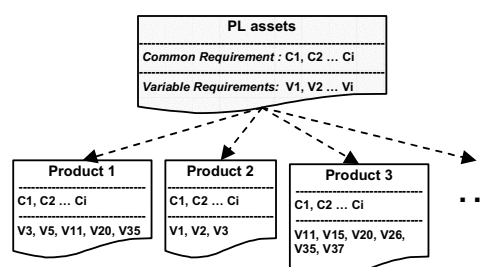 PL assets
Common Requirement : C1, C2 ... Ci
Variable Requirements: V1, V2 ... Vi
Product 1
C1, C2 ... Ci
V3, V5, V11, V20, V35
Product 2
C1, C2 ... Ci
V1, V2, V3
Product 3
C1, C2 ... Ci
V11, V15, V20, V26,
V35, V37
. .